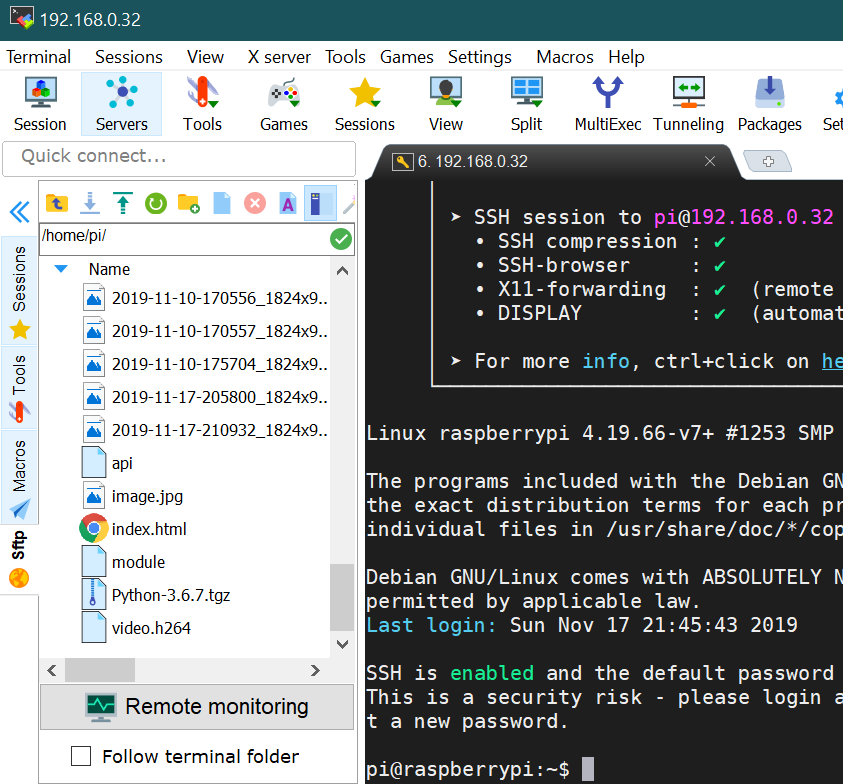 192.168.0.32
Terminal Sessions View X server Tools Games Settings Macros Help
Session Servers Tools Games Sessions View Split MultiExec Tunneling Packages Set
Quick connect...
6. 192.168.0.32
/home/pi/
Name
2019-11-10-170556_1824x9..
2019-11-10-170557_1824x9..
2019-11-10-175704_1824x9..
2019-11-17-205800_1824x9..
2019-11-17-210932_1824x9..
api
image.jpg
index.html
module
Python-3.6.7.tgz
video.h264
Remote monitoring
Follow terminal folder
Sessions
Tools
Macros
Sftp
➤ SSH session to pi@192.168.0.32
• SSH compression : ✔
• SSH-browser : ✔
• X11-forwarding : ✔ (remote
• DISPLAY : ✔ (automat
➤ For more info, ctrl+click on he
Linux raspberrypi 4.19.66-v7+ #1253 SMP
The programs included with the Debian GN
the exact distribution terms for each pr
individual files in /usr/share/doc/*/cop
Debian GNU/Linux comes with ABSOLUTELY N
permitted by applicable law.
Last login: Sun Nov 17 21:45:43 2019
SSH is enabled and the default password
This is a security risk - please login a
t a new password.
pi@raspberrypi:~$